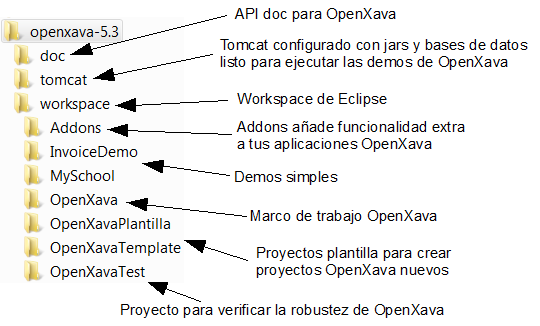 API doc para OpenXava
openxava-5.3
doc
Tomcat configurado con jars y bases de datos
listo para ejecutar las demos de OpenXava
tomcat
workspace
Workspace de Eclipse
Addons
Addons añade funcionalidad extra
a tus aplicaciones OpenXava
InvoiceDemo
MySchool
Demos simples
OpenXava
Marco de trabajo OpenXava
OpenXavaPlantilla
OpenXavaTemplate
Proyectos plantilla para crear
proyectos OpenXava nuevos
OpenXavaTest
Proyecto para verificar la robustez de OpenXava